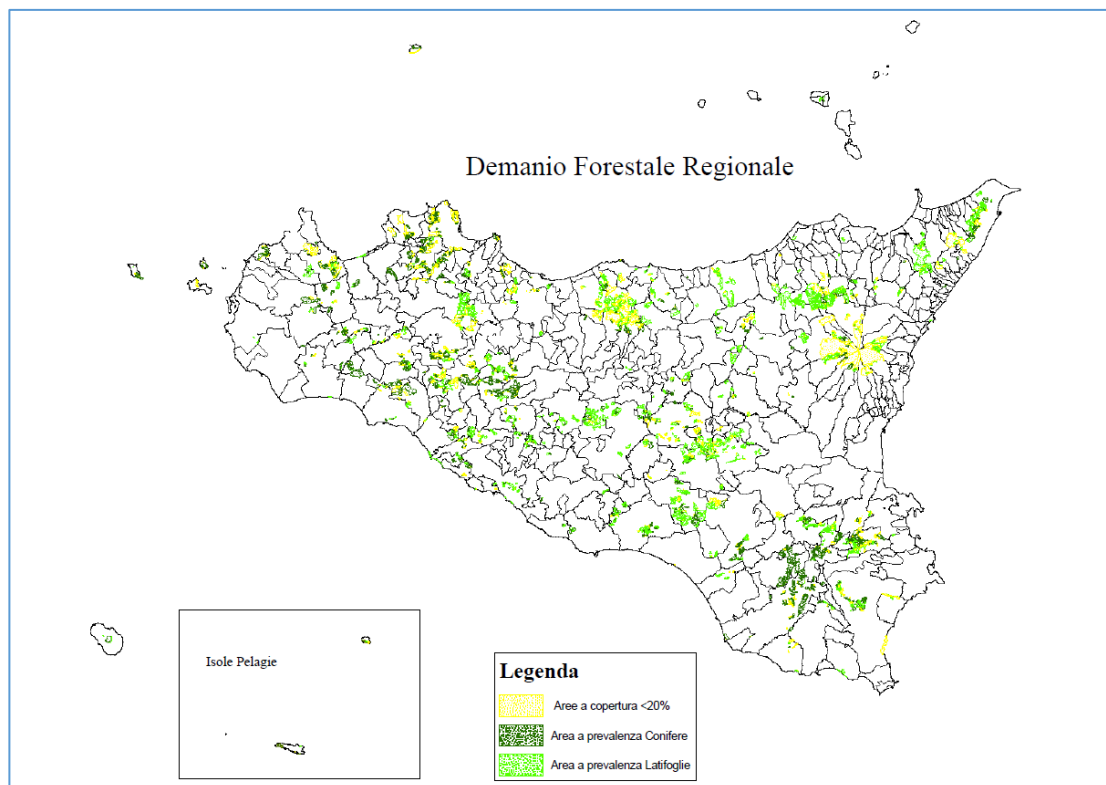 Demanio Forestale Regionale
Isole Pelagie
Legenda
Aree a copertura <20%
Area a prevalenza Conifere
Area a prevalenza Latifoglie